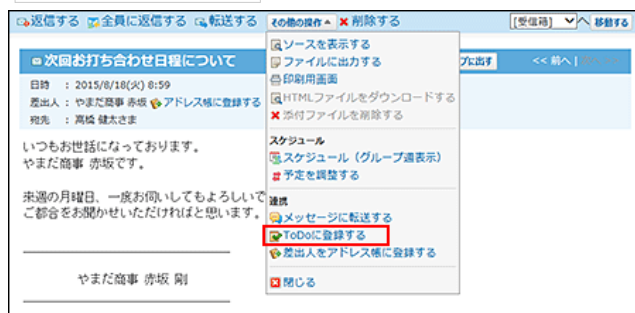 返信する 全員に返信する 転送する その他の操作▲ 削除する [受信箱] 移動する
次回お打ち合わせ日程について
に出す << 前へ |
日時 : 2015/8/18(火) 8:59
差出人 : やまだ商事 赤坂 アドレス帳に登録する
宛先 : 高橋 健太さま
いつもお世話になっております。
やまだ商事 赤坂です。
来週の月曜日、一度お伺いしてもよろしいで
ご都合をお聞かせいただければと思います。
やまだ商事 赤坂 剛
ソースを表示する
ファイルに出力する
印刷用画面
HTMLファイルをダウンロードする
添付ファイルを削除する
スケジュール
スケジュール（グループ週表示）
予定を調整する
連携
メッセージに転送する
ToDoに登録する
差出人をアドレス帳に登録する
閉じる